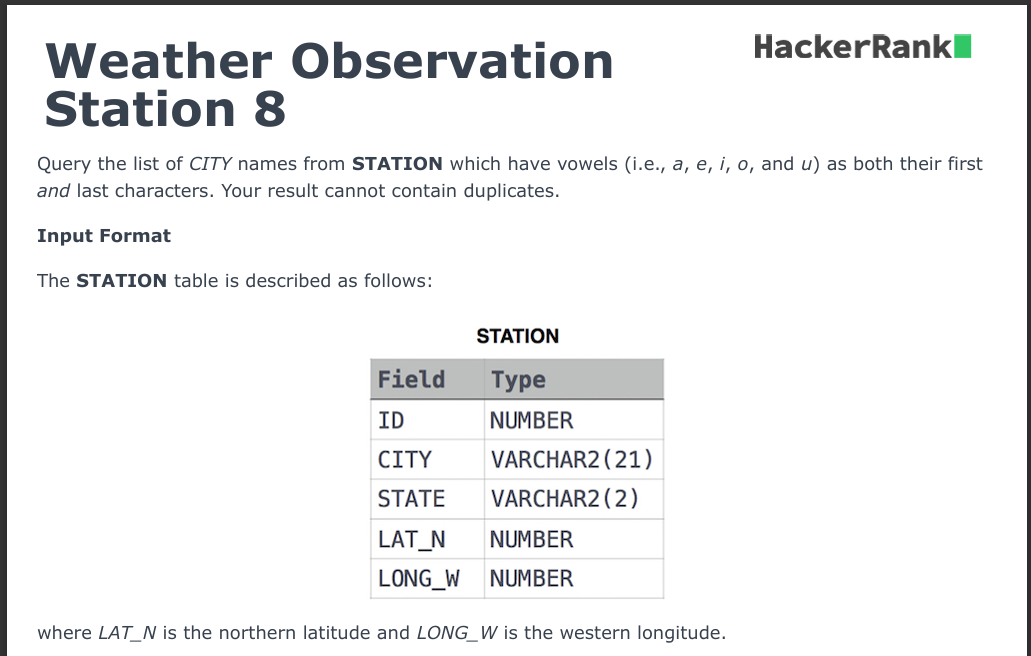 Weather Observation
Station 8
HackerRank
Query the list of CITY names from STATION which have vowels (i.e., a, e, i, o, and u) as both their first
and last characters. Your result cannot contain duplicates.
Input Format
The STATION table is described as follows:
STATION
Field Type
ID NUMBER
CITY VARCHAR2(21)
STATE VARCHAR2(2)
LAT_N NUMBER
LONG_W NUMBER
where LAT_N is the northern latitude and LONG_W is the western longitude.